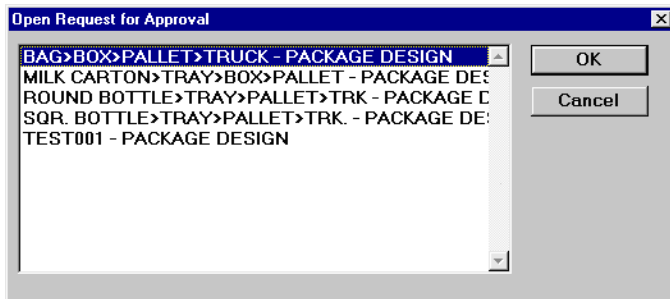 Open Request for Approval
BAG>BOX>PALLET>TRUCK - PACKAGE DESIGN
MILK CARTON>TRAY>BOX>PALLET - PACKAGE DES
ROUND BOTTLE>TRAY>PALLET>TRK - PACKAGE D
SQR. BOTTLE>TRAY>PALLET>TRK. - PACKAGE DES
TEST001 - PACKAGE DESIGN
OK
Cancel